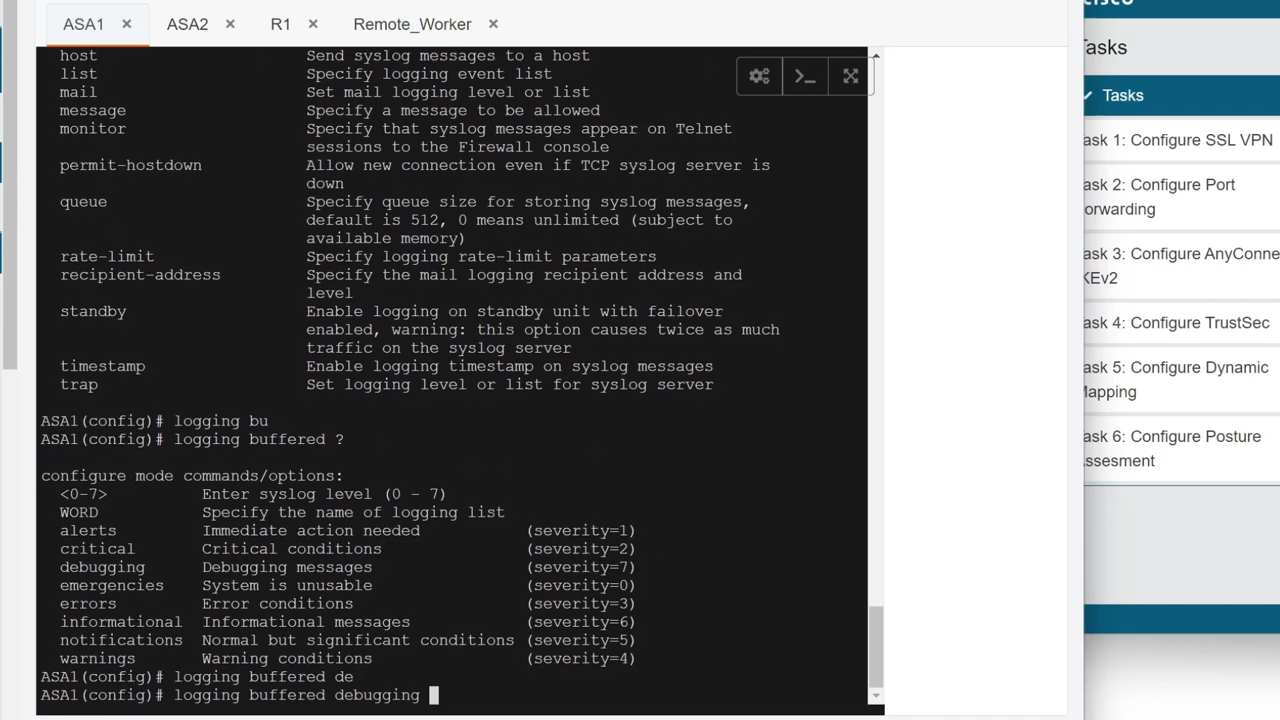 ASA1 ×
ASA2 ×
R1 ×
Remote_Worker ×
host Send syslog messages to a host
list Specify logging event list
mail Set mail logging level or list
message Specify a message to be allowed
monitor Specify that syslog messages appear on Telnet
sessions to the Firewall console
permit-hostdown Allow new connection even if TCP syslog server is
down
queue Specify queue size for storing syslog messages,
default is 512, 0 means unlimited (subject to
available memory)
rate-limit Specify logging rate-limit parameters
recipient-address Specify the mail logging recipient address and
level
standby Enable logging on standby unit with failover
enabled, warning: this option causes twice as much
traffic on the syslog server
timestamp Enable logging timestamp on syslog messages
trap Set logging level or list for syslog server
ASA1(config)# logging bu
ASA1(config)# logging buffered ?
configure mode commands/options:
<0-7> Enter syslog level (0 - 7)
WORD Specify the name of logging list
alerts Immediate action needed (severity=1)
critical Critical conditions (severity=2)
debugging Debugging messages (severity=7)
emergencies System is unusable (severity=0)
errors Error conditions (severity=3)
informational Informational messages (severity=6)
notifications Normal but significant conditions (severity=5)
warnings Warning conditions (severity=4)
ASA1(config)# logging buffered de
ASA1(config)# logging buffered debugging
Tasks
Tasks
ask 1: Configure SSL VPN
ask 2: Configure Port
orwarding
ask 3: Configure AnyConne
KEv2
ask 4: Configure TrustSec
ask 5: Configure Dynamic
Mapping
ask 6: Configure Posture
ssesment